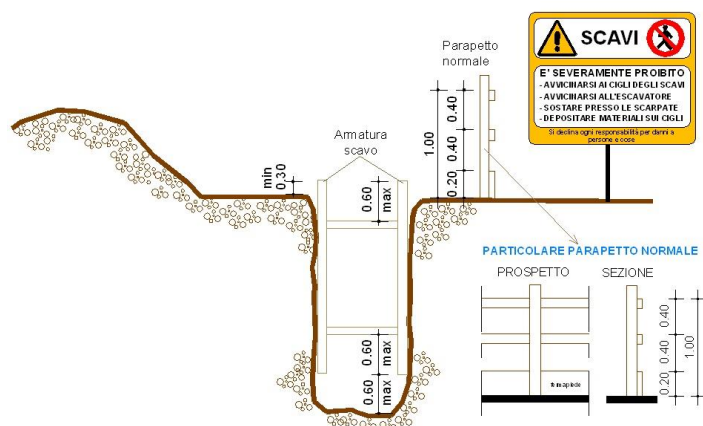 Parapetto
normale
SCAVI
E' SEVERAMENTE PROIBITO
- AVVICINARSI AI CIGLI DEGLI SCAVI
- AVVICINARSI ALL'ESCAVATORE
- SOSTARE PRESSO LE SCARPATE
- DEPOSITARE MATERIALI SUI CIGLI
Si declina ogni responsabilità per danni a
persone e cose
Armatura
scavo
min
0.30
0.60
max
1.00
0.40
0.40
0.20
0.60
max
0.60
max
PARTICOLARE PARAPETTO NORMALE
PROSPETTO
SEZIONE
0.40
0.40
0.20
1.00